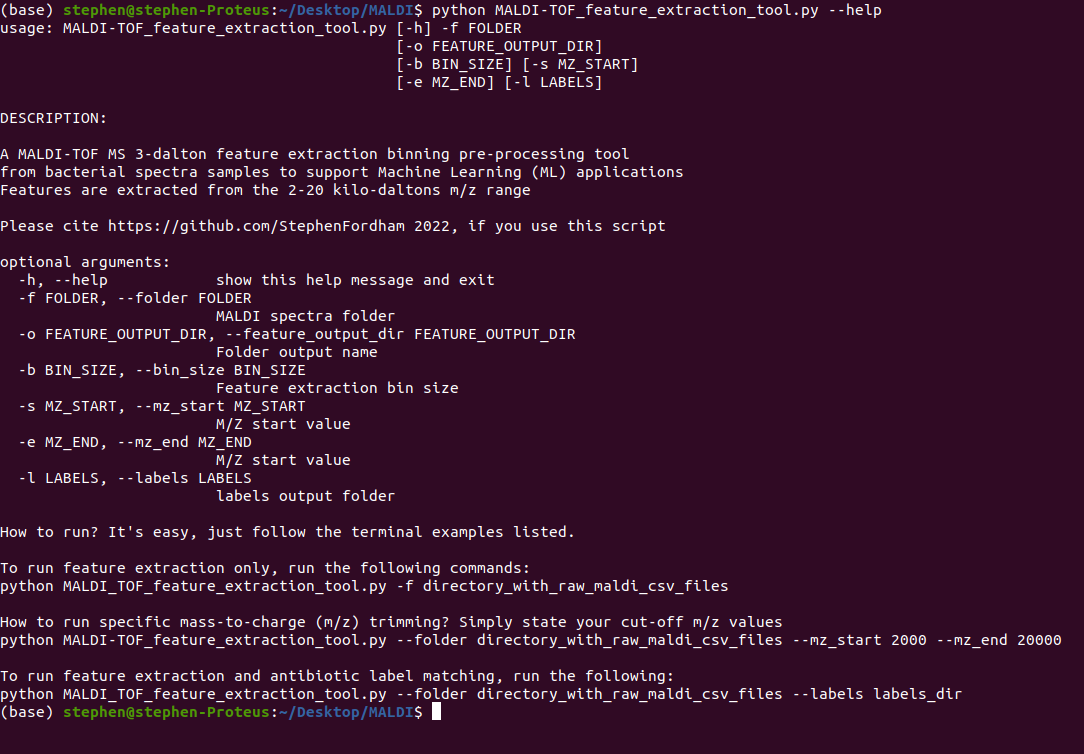 (base) stephen@stephen-Proteus:~/Desktop/MALDI$ python MALDI-TOF_feature_extraction_tool.py --help
usage: MALDI-TOF_feature_extraction_tool.py [-h] -f FOLDER
[-o FEATURE_OUTPUT_DIR]
[-b BIN_SIZE] [-s MZ_START]
[-e MZ_END] [-l LABELS]
DESCRIPTION:
A MALDI-TOF MS 3-dalton feature extraction binning pre-processing tool
from bacterial spectra samples to support Machine Learning (ML) applications
Features are extracted from the 2-20 kilo-daltons m/z range
Please cite https://github.com/StephenFordham 2022, if you use this script
optional arguments:
-h, --help show this help message and exit
-f FOLDER, --folder FOLDER
MALDI spectra folder
-o FEATURE_OUTPUT_DIR, --feature_output_dir FEATURE_OUTPUT_DIR
Folder output name
-b BIN_SIZE, --bin_size BIN_SIZE
Feature extraction bin size
-s MZ_START, --mz_start MZ_START
M/Z start value
-e MZ_END, --mz_end MZ_END
M/Z start value
-l LABELS, --labels LABELS
labels output folder
How to run? It's easy, just follow the terminal examples listed.
To run feature extraction only, run the following commands:
python MALDI_TOF_feature_extraction_tool.py -f directory_with_raw_maldi_csv_files
How to run specific mass-to-charge (m/z) trimming? Simply state your cut-off m/z values
python MALDI-TOF_feature_extraction_tool.py --folder directory_with_raw_maldi_csv_files --mz_start 2000 --mz_end 20000
To run feature extraction and antibiotic label matching, run the following:
python MALDI_TOF_feature_extraction_tool.py --folder directory_with_raw_maldi_csv_files --labels labels_dir
(base) stephen@stephen-Proteus:~/Desktop/MALDI$